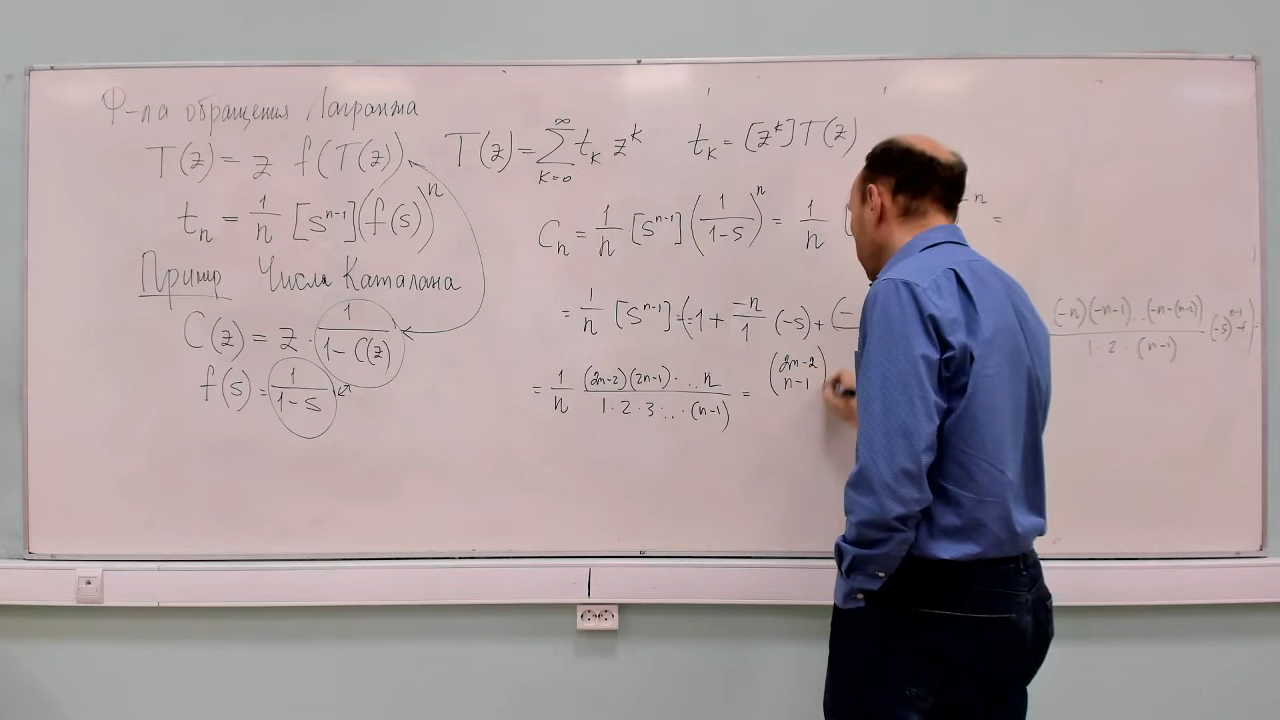 Ф-ла обращения Лагранжа
T(z) = z f(T(z))
t_n = 1/n [s^{n-1}](f(s))^n
Пример Числа Каталана
C(z) = z · 1/(1-C(z))
f(s) = 1/(1-s)
T(z) = ∑_{k=0}^{∞} t_k z^k t_k = [z^k]T(z)
C_n = 1/n [s^{n-1}] (1/(1-s))^n = 1/n [ -n =
= 1/n [s^{n-1}] (1 + -n/1 (-s) + (- (-n)(-n-1)...(-n-(n-2))/(1·2·(n-1)) (-s)^{n-1}
= 1/n (2n-2)(2n-1)·...n/(1·2·3·...·(n-1)) = (2n-2 n-1)